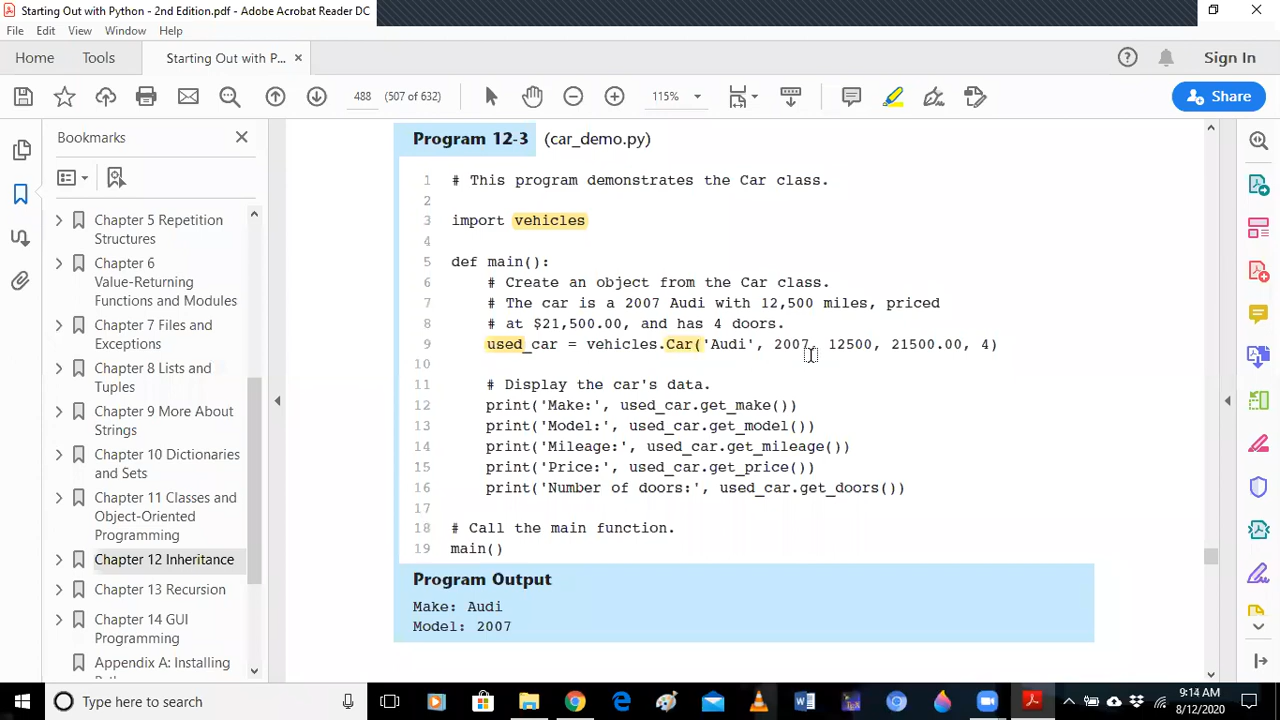 Starting Out with Python - 2nd Edition.pdf - Adobe Acrobat Reader DC
File Edit View Window Help
Home Tools Starting Out with P... × Sign In
488 (507 of 632) 115% Share
Bookmarks
Chapter 5 Repetition
Structures
Chapter 6
Value-Returning
Functions and Modules
Chapter 7 Files and
Exceptions
Chapter 8 Lists and
Tuples
Chapter 9 More About
Strings
Chapter 10 Dictionaries
and Sets
Chapter 11 Classes and
Object-Oriented
Programming
Chapter 12 Inheritance
Chapter 13 Recursion
Chapter 14 GUI
Programming
Appendix A: Installing
Program 12-3 (car_demo.py)
1 # This program demonstrates the Car class.
2
3 import vehicles
4
5 def main():
6 # Create an object from the Car class.
7 # The car is a 2007 Audi with 12,500 miles, priced
8 # at $21,500.00, and has 4 doors.
9 used_car = vehicles.Car('Audi', 2007, 12500, 21500.00, 4)
10
11 # Display the car's data.
12 print('Make:', used_car.get_make())
13 print('Model:', used_car.get_model())
14 print('Mileage:', used_car.get_mileage())
15 print('Price:', used_car.get_price())
16 print('Number of doors:', used_car.get_doors())
17
18 # Call the main function.
19 main()
Program Output
Make: Audi
Model: 2007
Type here to search
9:14 AM
8/12/2020